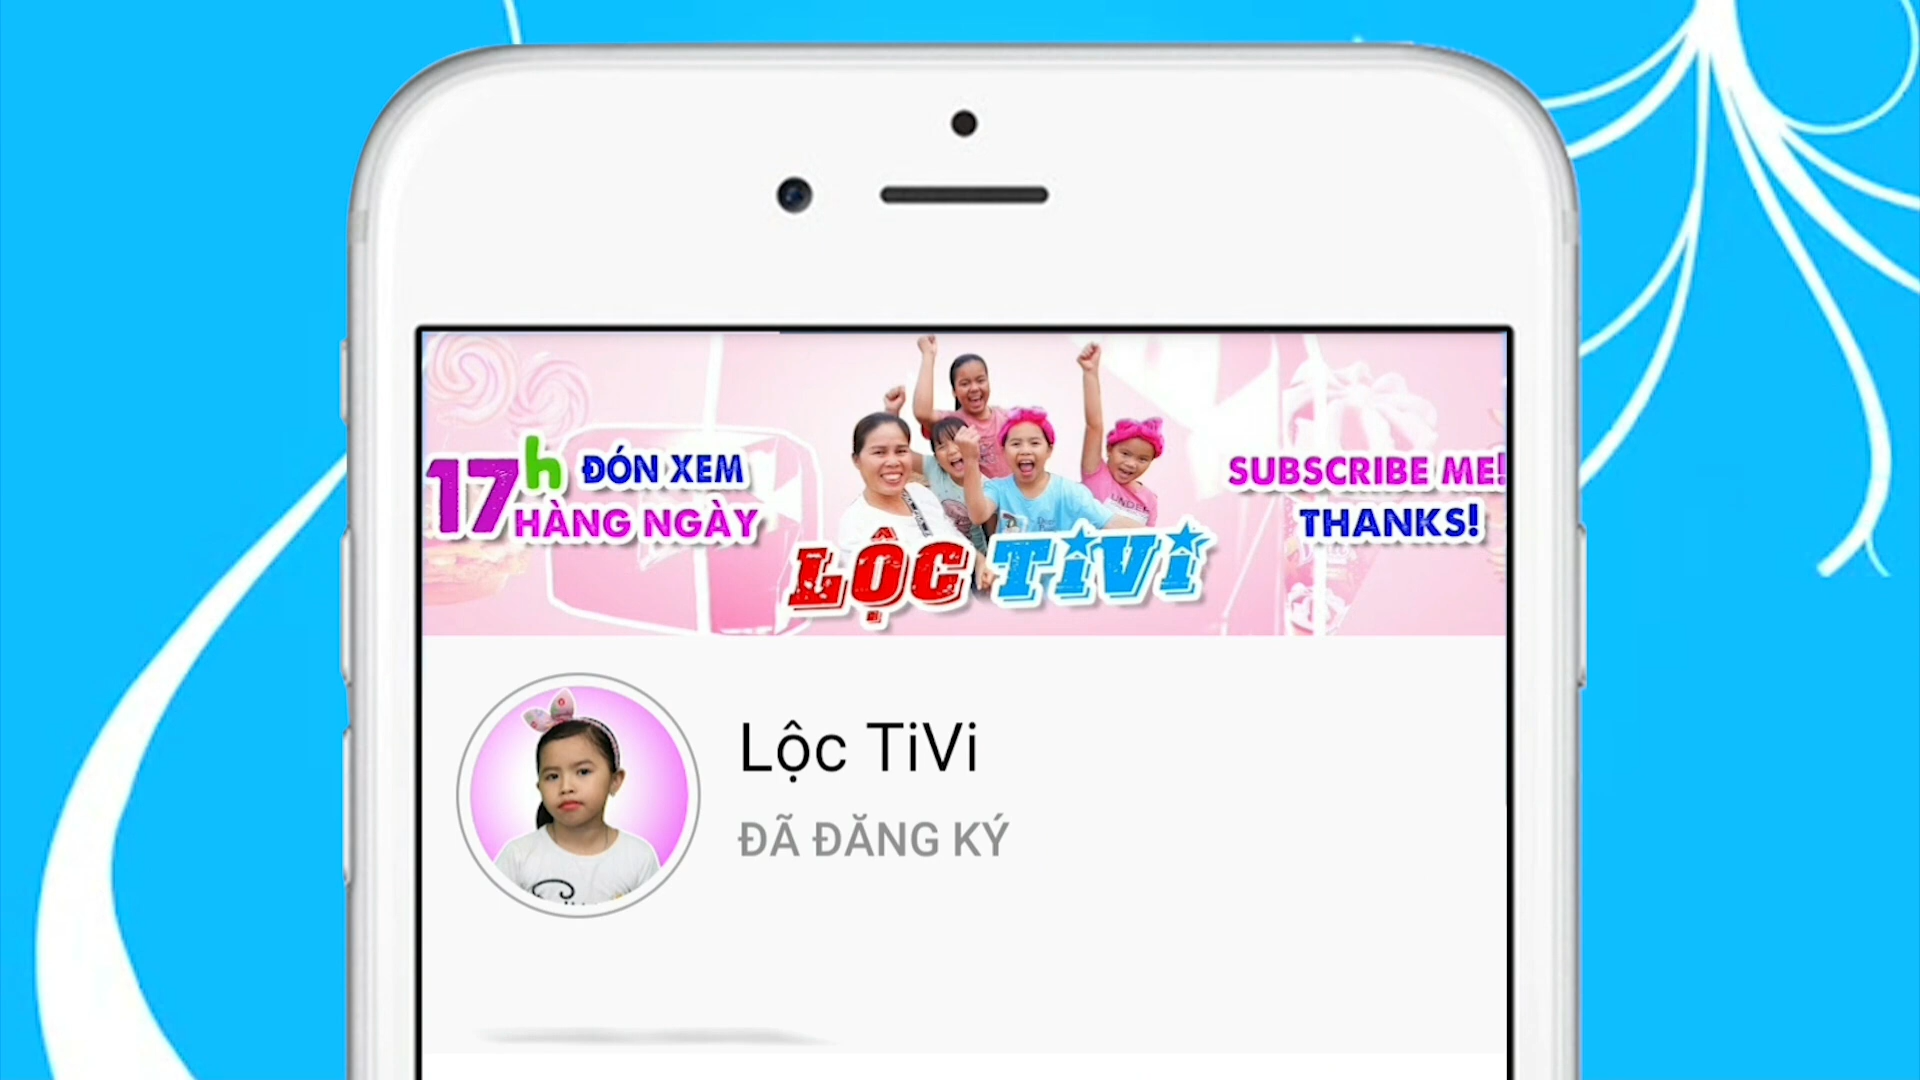 17h ĐÓN XEM
HÀNG NGÀY
SUBSCRIBE ME!
THANKS!
LỘC TiVi
Lộc TiVi
ĐÃ ĐĂNG KÝ